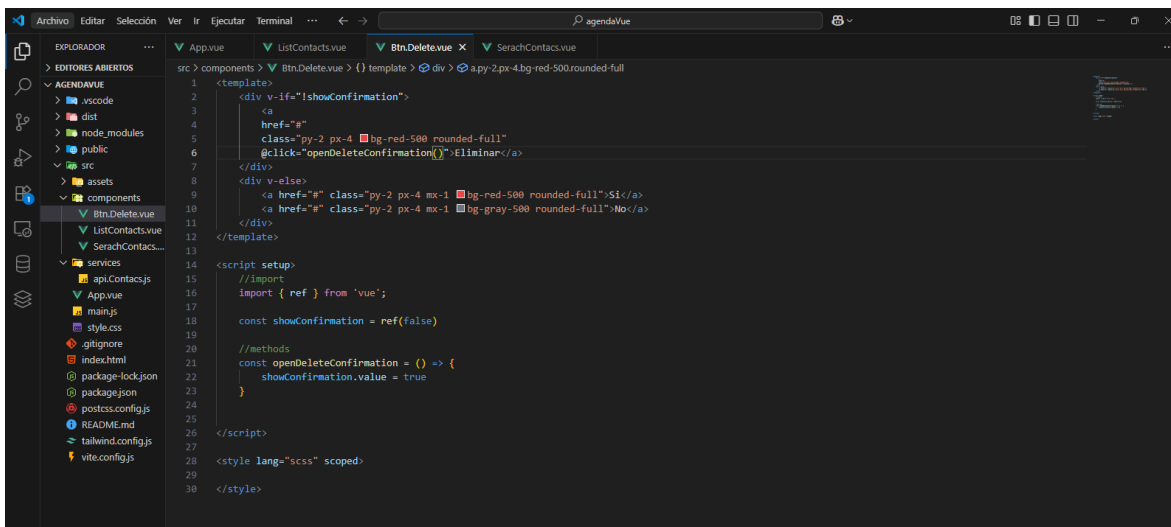 Archivo Editar Selección Ver Ir Ejecutar Terminal ··· ← → agendaVue
EXPLORADOR ···
EDITORES ABIERTOS
AGENDAVUE
.vscode
dist
node_modules
public
src
assets
components
Btn.Delete.vue
ListContacts.vue
SerachContacs....
services
api.Contacs.js
App.vue
main.js
style.css
.gitignore
index.html
package-lock.json
package.json
postcss.config.js
README.md
tailwind.config.js
vite.config.js
1
App.vue ListContacts.vue Btn.Delete.vue × SerachContacs.vue
src > components > Btn.Delete.vue > {} template > div > a.py-2.px-4.bg-red-500.rounded-full
1 <template>
2     <div v-if="!showConfirmation">
3         <a
4         href="#"
5         class="py-2 px-4 bg-red-500 rounded-full"
6         @click="openDeleteConfirmation()">Eliminar</a>
7     </div>
8     <div v-else>
9         <a href="#" class="py-2 px-4 mx-1 bg-red-500 rounded-full">Si</a>
10         <a href="#" class="py-2 px-4 mx-1 bg-gray-500 rounded-full">No</a>
11     </div>
12 </template>
13
14 <script setup>
15     //import
16     import { ref } from 'vue';
17
18     const showConfirmation = ref(false)
19
20     //methods
21     const openDeleteConfirmation = () => {
22         showConfirmation.value = true
23     }
24
25
26 </script>
27
28 <style lang="scss" scoped>
29
30 </style>